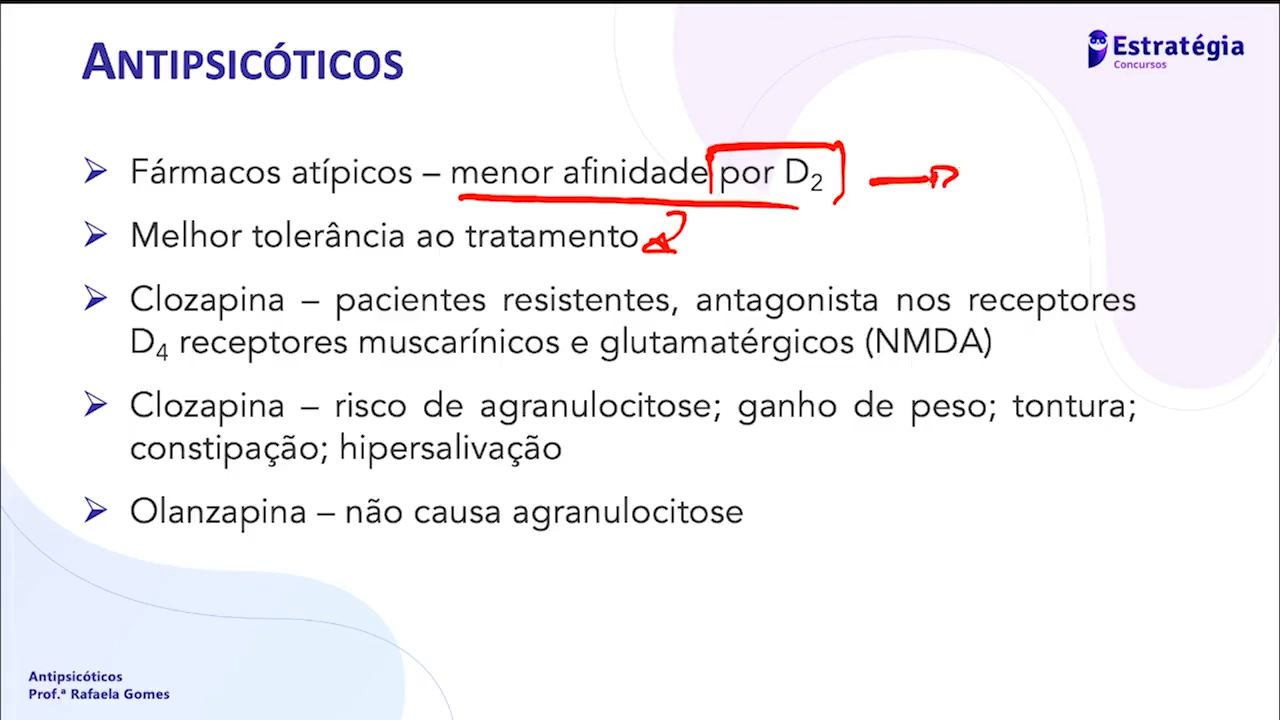 ANTIPSICÓTICOS
Estratégia
Concursos
➢ Fármacos atípicos – menor afinidade por D₂
➢ Melhor tolerância ao tratamento
➢ Clozapina – pacientes resistentes, antagonista nos receptores
D₄ receptores muscarínicos e glutamatérgicos (NMDA)
➢ Clozapina – risco de agranulocitose; ganho de peso; tontura;
constipação; hipersalivação
➢ Olanzapina – não causa agranulocitose
Antipsicóticos
Prof.ª Rafaela Gomes